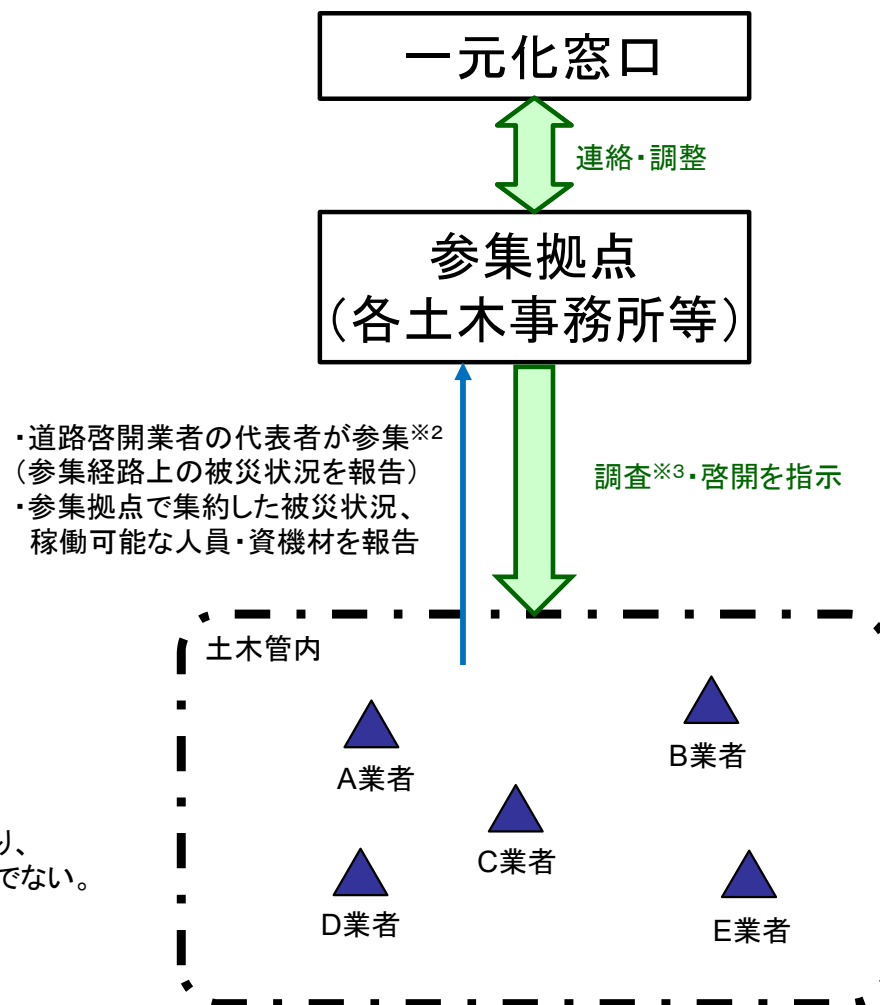 一元化窓口
連絡・調整
参集拠点
（各土木事務所等）
・道路啓開業者の代表者が参集※2
（参集経路上の被災状況を報告）
・参集拠点で集約した被災状況、
稼働可能な人員・資機材を報告
調査※3・啓開を指示
土木管内
A業者
B業者
C業者
D業者
E業者
り、
でない。